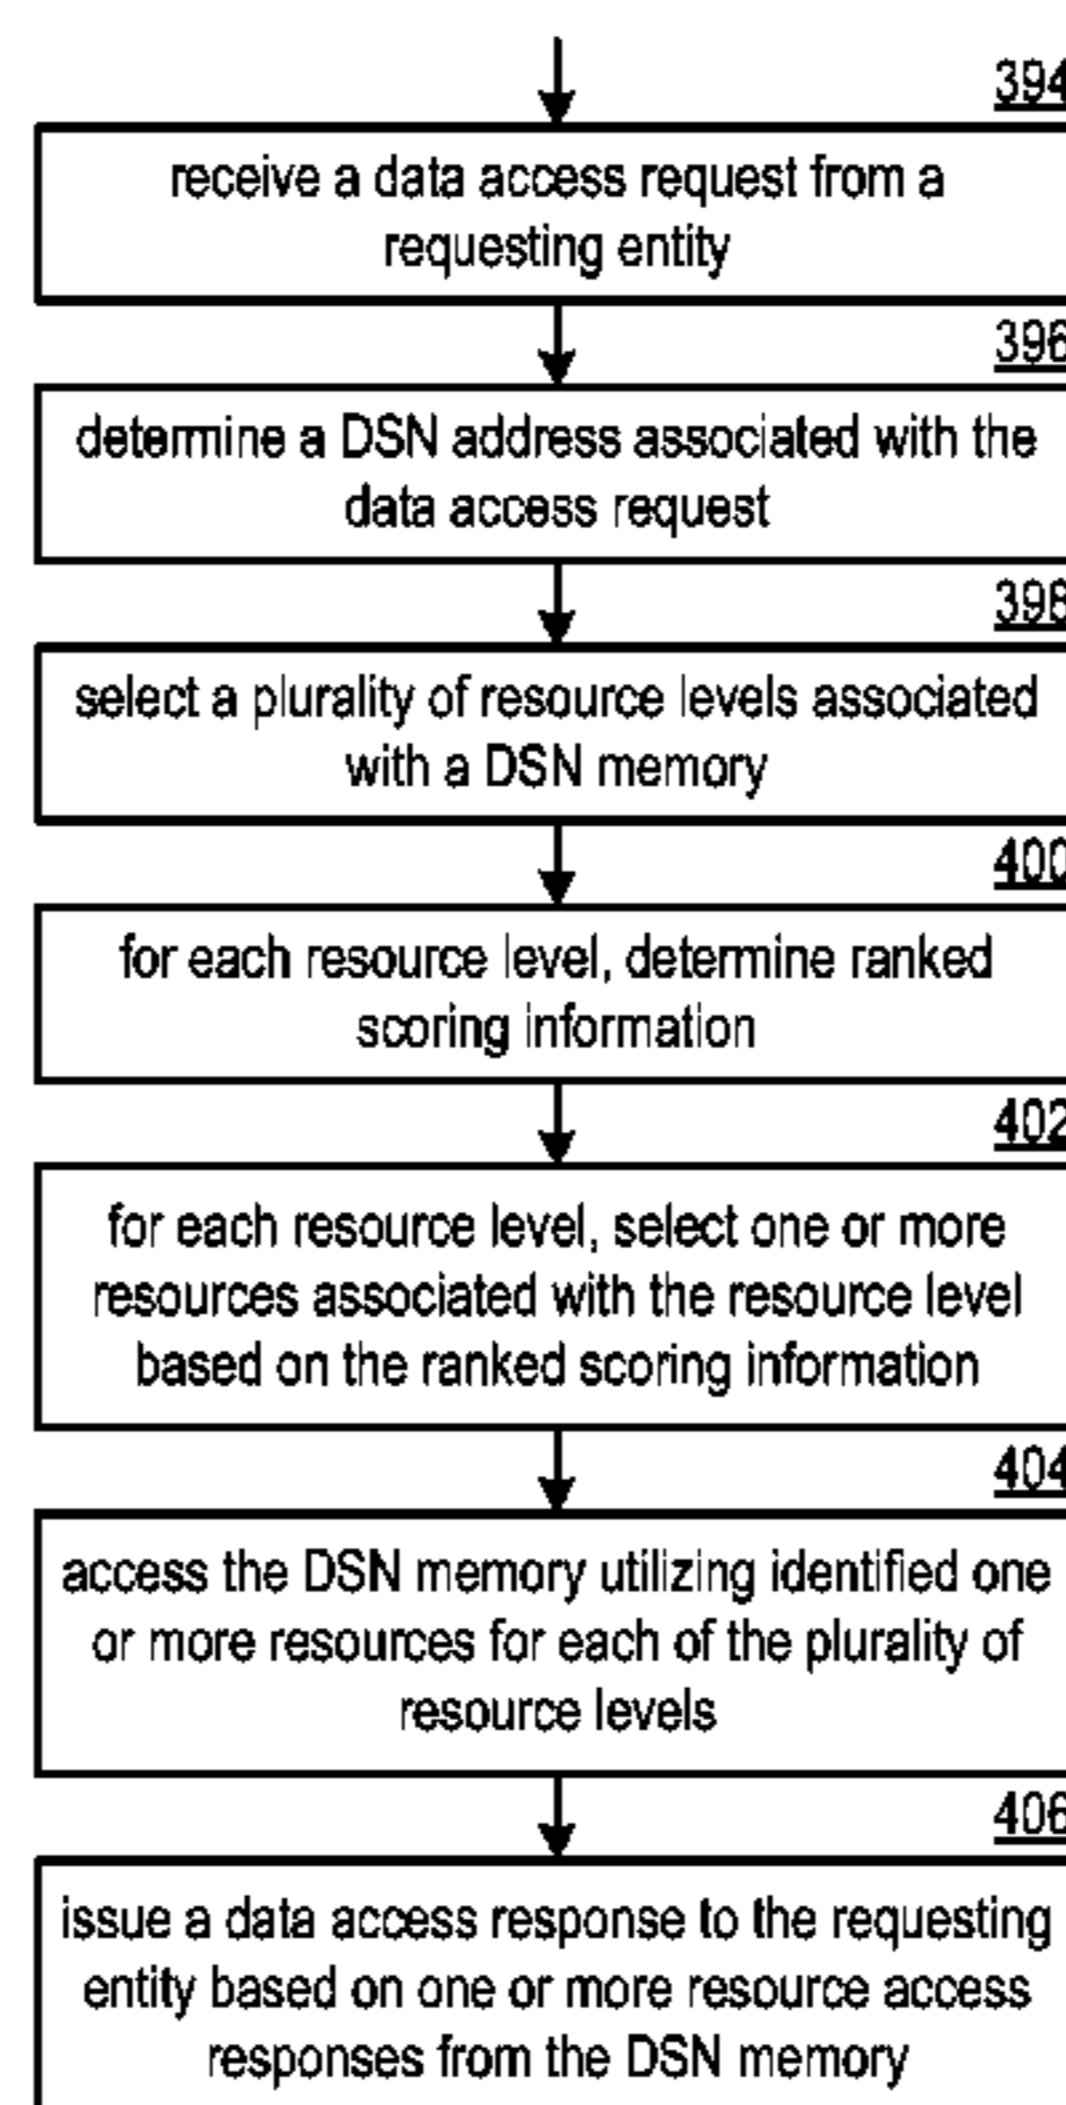 394
receive a data access request from a
requesting entity
396
determine a DSN address associated with the
data access request
398
select a plurality of resource levels associated
with a DSN memory
400
for each resource level, determine ranked
scoring information
402
for each resource level, select one or more
resources associated with the resource level
based on the ranked scoring information
404
access the DSN memory utilizing identified one
or more resources for each of the plurality of
resource levels
406
issue a data access response to the requesting
entity based on one or more resource access
responses from the DSN memory